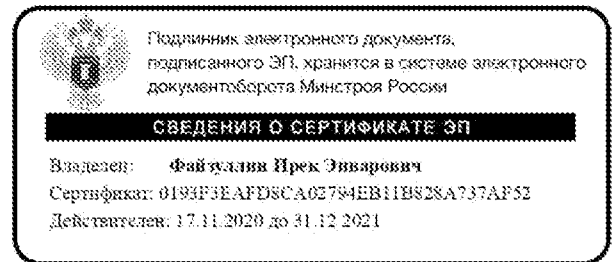 Подлинник электронного документа,
подписанного ЭП, хранится в системе электронного
документооборота Минстроя России
СВЕДЕНИЯ О СЕРТИФИКАТЕ ЭП
Владелец: Файзуллин Ирек Энварович
Сертификат: 0193F3EAFD8CA02794EB11B828A737AF52
Действителен: 17.11.2020 до 31.12.2021